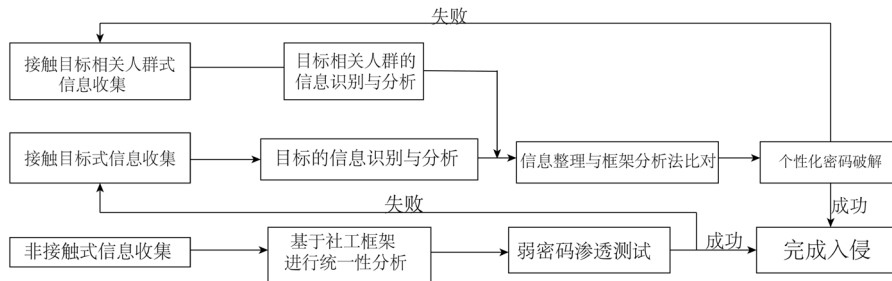 失败
接触目标相关人群式
信息收集
目标相关人群的
信息识别与分析
接触目标式信息收集
目标的信息识别与分析
信息整理与框架分析法比对
个性化密码破解
失败
成功
非接触式信息收集
基于社工框架
进行统一性分析
弱密码渗透测试
成功
完成入侵